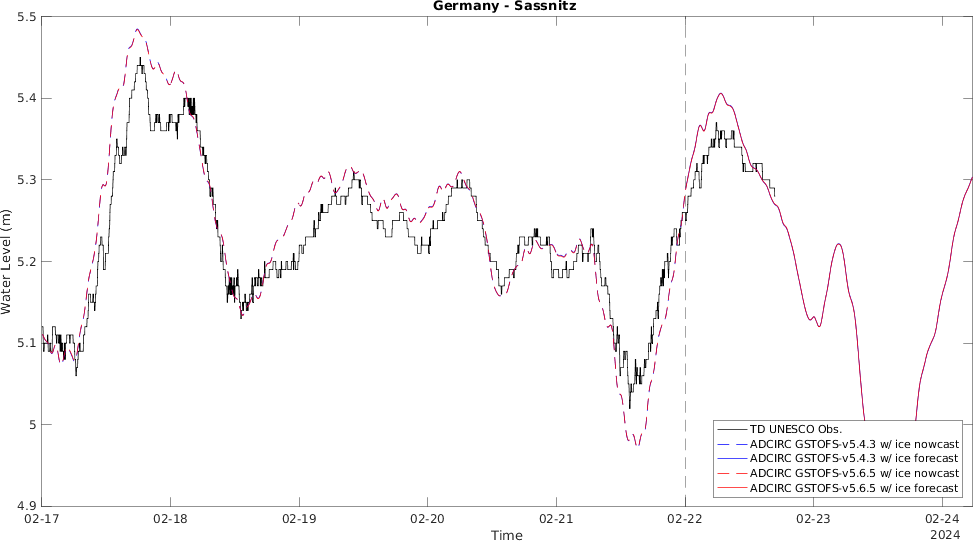 Germany - Sassnitz
5.5
5.4
5.3
5.2
5.1
5
4.9
Water Level (m)
02-17 02-18 02-19 02-20 02-21 02-22 02-23 02-24
Time
2024
TD UNESCO Obs.
ADCIRC GSTOFS-v5.4.3 w/ ice nowcast
ADCIRC GSTOFS-v5.4.3 w/ ice forecast
ADCIRC GSTOFS-v5.6.5 w/ ice nowcast
ADCIRC GSTOFS-v5.6.5 w/ ice forecast